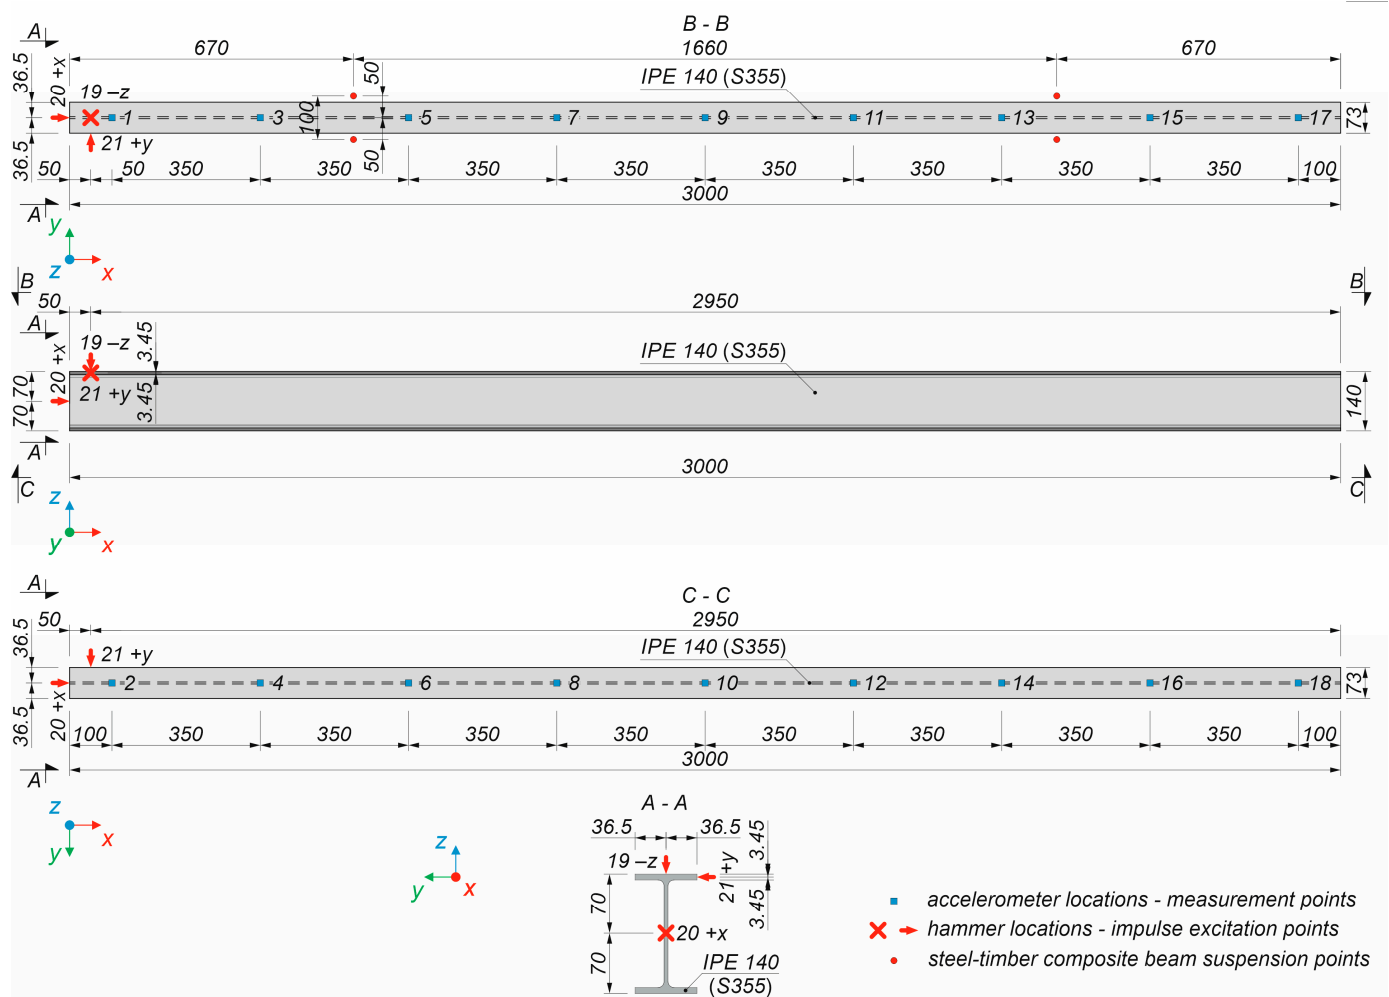 B - B
A
670
1660
670
36.5
20 +x
50
IPE 140 (S355)
19 –z
1
3
100
5
7
9
11
13
15
17
73
21 +y
36.5
50
50
50
350
350
350
350
350
350
350
350
100
3000
A
y
z
x
B
B
50
2950
A
19 –z
3.45
20 +x
IPE 140 (S355)
70
21 +y
3.45
70
140
A
3000
C
C
z
y
x
A
C - C
50
2950
36.5
21 +y
IPE 140 (S355)
2
4
6
8
10
12
14
16
18
73
36.5
20 +x
100
350
350
350
350
350
350
350
350
100
3000
A
z
x
y
z
y
x
A - A
36.5
36.5
3.45
19 –z
21 +y
70
3.45
20 +x
70
IPE 140
(S355)
accelerometer locations - measurement points
hammer locations - impulse excitation points
steel-timber composite beam suspension points